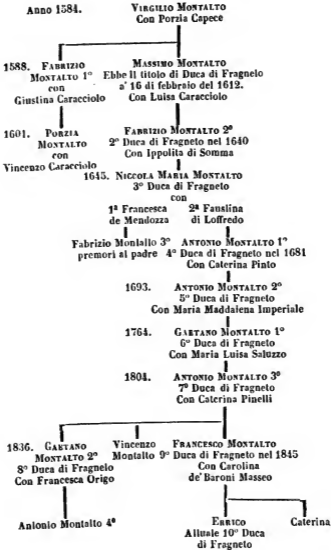 Anno 1584. VIRGILIO MONTALTO
Con Porzia Capece
1588. FABRIZIO MASSIMO MONTALTO
MONTALTO 1° Ebbe il titolo di Duca di Fragneto
con a' 16 di febbraio del 1612.
Giustina Caracciolo Con Luisa Caracciolo
1601. PORZIA FABRIZIO MONTALTO 2°
MONTALTO 2° Duca di Fragneto nel 1640
con Con Ippolita di Somma
Vincenzo Caracciolo
1645. NICCOLA MARIA MONTALTO
3° Duca di Fragneto
con
1ª Francesca 2ª Faustina
de Mendozza di Loffredo
Fabrizio Montalto 3° ANTONIO MONTALTO 1°
premorì al padre 4° Duca di Fragneto nel 1681
Con Caterina Pinto
1693. ANTONIO MONTALTO 2°
5° Duca di Fragneto
Con Maria Maddalena Imperiale
1764. GAETANO MONTALTO 1°
6° Duca di Fragneto
Con Maria Luisa Saluzzo
1804. ANTONIO MONTALTO 3°
7° Duca di Fragneto
Con Caterina Pinelli
1836. GAETANO Vincenzo FRANCESCO MONTALTO
MONTALTO 2° Montalto 9° Duca di Fragneto nel 1845
8° Duca di Fragneto Con Carolina
Con Francesca Origo de' Baroni Masseo
Antonio Montalto 4° ERRICO Caterina
Attuale 10° Duca
di Fragneto